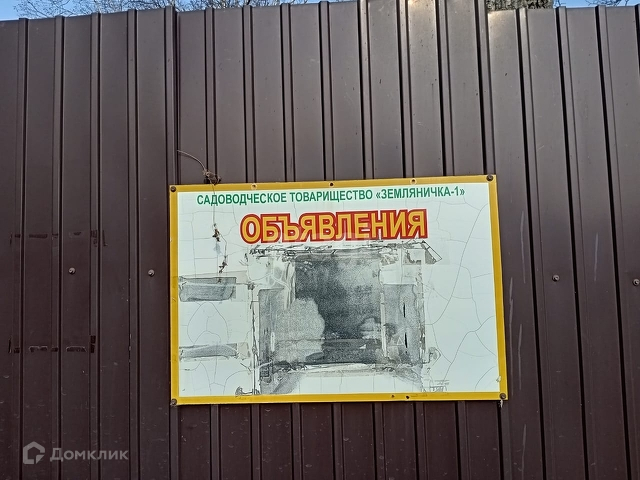 САДОВОДЧЕСКОЕ ТОВАРИЩЕСТВО «ЗЕМЛЯНИЧКА-1»
ОБЪЯВЛЕНИЯ
Домклик